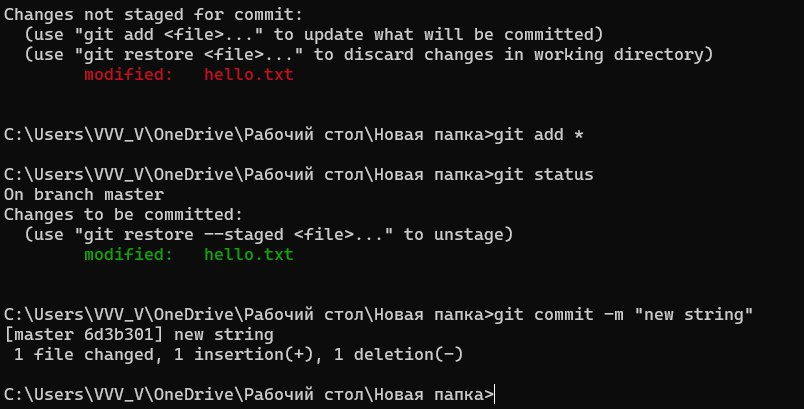 Changes not staged for commit:
  (use "git add <file>..." to update what will be committed)
  (use "git restore <file>..." to discard changes in working directory)
        modified:   hello.txt
C:\Users\VVV_V\OneDrive\Рабочий стол\Новая папка>git add *
C:\Users\VVV_V\OneDrive\Рабочий стол\Новая папка>git status
On branch master
Changes to be committed:
  (use "git restore --staged <file>..." to unstage)
        modified:   hello.txt
C:\Users\VVV_V\OneDrive\Рабочий стол\Новая папка>git commit -m "new string"
[master 6d3b301] new string
 1 file changed, 1 insertion(+), 1 deletion(-)
C:\Users\VVV_V\OneDrive\Рабочий стол\Новая папка>